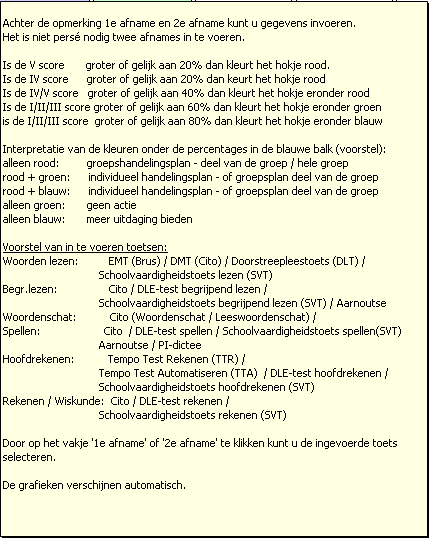 Achter de opmerking 1e afname en 2e afname kunt u gegevens invoeren.
Het is niet persé nodig twee afnames in te voeren.
Is de V score groter of gelijk aan 20% dan kleurt het hokje rood.
Is de IV score groter of gelijk aan 20% dan keurt het hokje rood
Is de IV/V score groter of gelijk aan 40% dan kleurt het hokje eronder rood
Is de I/II/III score groter of gelijk aan 60% dan kleurt het hokje eronder groen
is de I/II/III score groter of gelijk aan 80% dan kleurt het hokje eronder blauw
Interpretatie van de kleuren onder de percentages in de blauwe balk (voorstel):
alleen rood: groepshandelingsplan - deel van de groep / hele groep
rood + groen: individueel handelingsplan - of groepsplan deel van de groep
rood + blauw: individueel handelingsplan - of groepsplan deel van de groep
alleen groen: geen actie
alleen blauw: meer uitdaging bieden
Voorstel van in te voeren toetsen:
Woorden lezen: EMT (Brus) / DMT (Cito) / Doorstreepleestoets (DLT) /
Schoolvaardigheidstoets lezen (SVT)
Begr.lezen: Cito / DLE-test begrijpend lezen /
Schoolvaardigheidstoets begrijpend lezen (SVT) / Aarnoutse
Woordenschat: Cito (Woordenschat / Leeswoordenschat) /
Spellen: Cito / DLE-test spellen / Schoolvaardigheidstoets spellen(SVT)
Aarnoutse / PI-dictee
Hoofdrekenen: Tempo Test Rekenen (TTR) /
Tempo Test Automatiseren (TTA) / DLE-test hoofdrekenen /
Schoolvaardigheidstoets hoofdrekenen (SVT)
Rekenen / Wiskunde: Cito / DLE-test rekenen /
Schoolvaardigheidstoets rekenen (SVT)
Door op het vakje '1e afname' of '2e afname' te klikken kunt u de ingevoerde toets
selecteren.
De grafieken verschijnen automatisch.